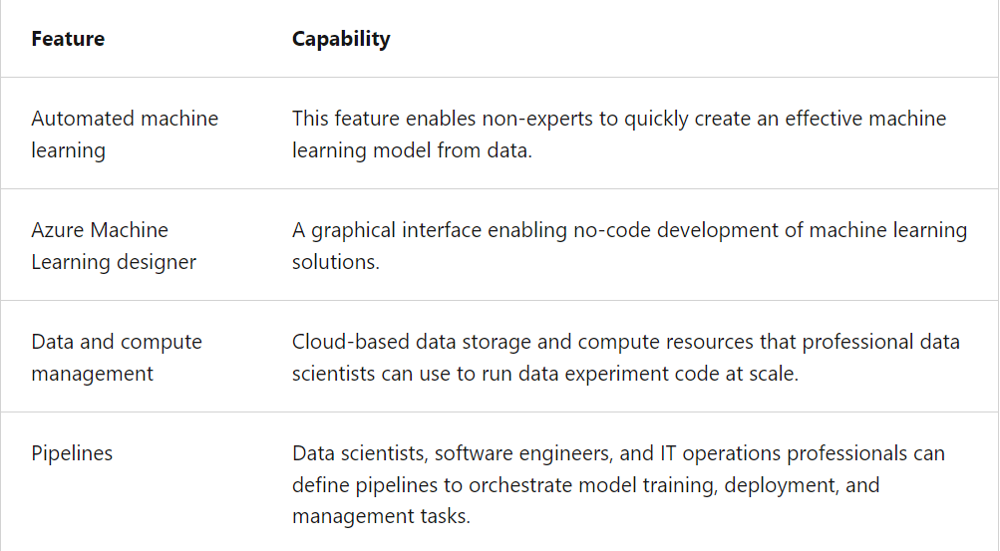 Feature
Capability
Automated machine
learning
This feature enables non-experts to quickly create an effective machine
learning model from data.
Azure Machine
Learning designer
A graphical interface enabling no-code development of machine learning
solutions.
Data and compute
management
Cloud-based data storage and compute resources that professional data
scientists can use to run data experiment code at scale.
Pipelines
Data scientists, software engineers, and IT operations professionals can
define pipelines to orchestrate model training, deployment, and
management tasks.